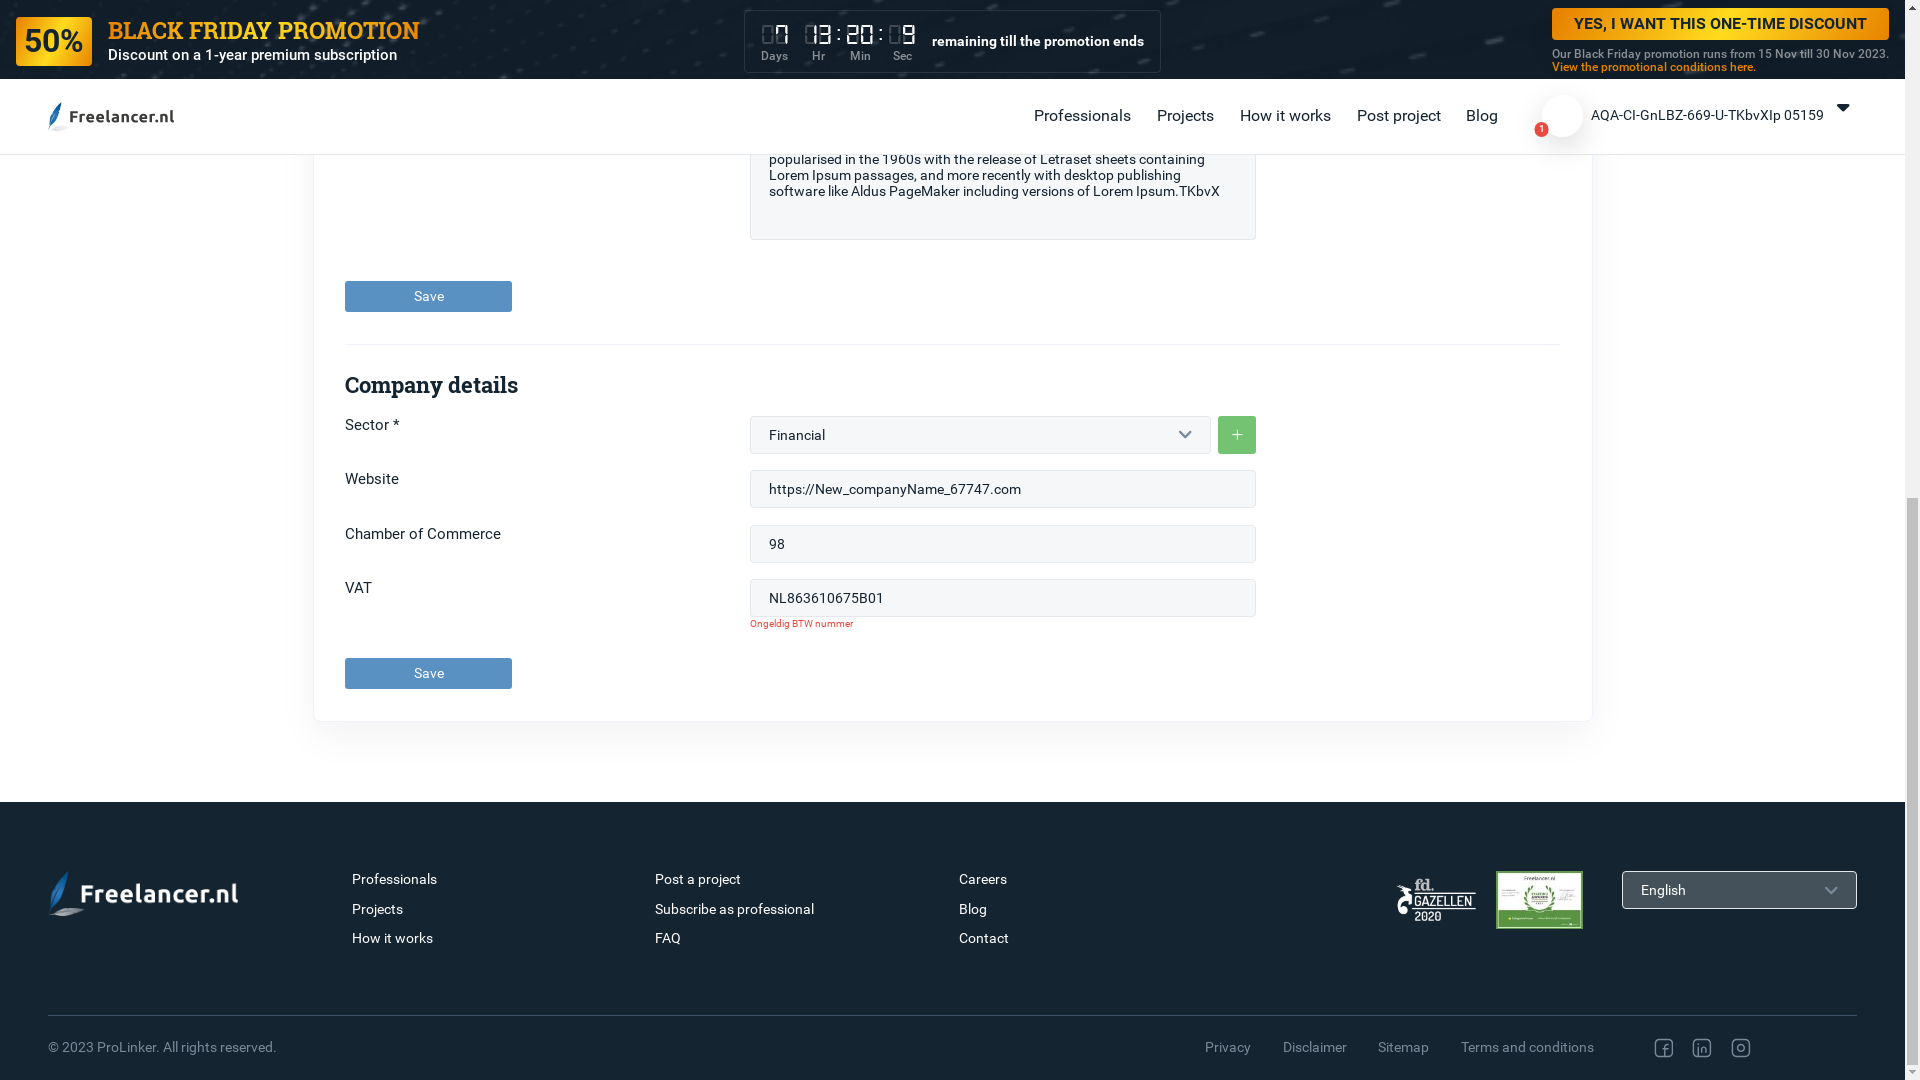 50%
BLACK FRIDAY PROMOTION
Discount on a 1-year premium subscription
7 13 : 20 : 9
Days Hr Min Sec
remaining till the promotion ends
YES, I WANT THIS ONE-TIME DISCOUNT
Our Black Friday promotion runs from 15 Nov till 30 Nov 2023.
View the promotional conditions here.
Freelancer.nl
Professionals Projects How it works Post project Blog
1
AQA-CI-GnLBZ-669-U-TKbvXIp 05159
popularised in the 1960s with the release of Letraset sheets containing
Lorem Ipsum passages, and more recently with desktop publishing
software like Aldus PageMaker including versions of Lorem Ipsum.TKbvX
Save
Company details
Sector *
Financial
+
Website
https://New_companyName_67747.com
Chamber of Commerce
98
VAT
NL863610675B01
Ongeldig BTW nummer
Save
Freelancer.nl
Professionals
Projects
How it works
Post a project
Subscribe as professional
FAQ
Careers
Blog
Contact
fd.
GAZELLEN
2020
Freelancer.nl
English
© 2023 ProLinker. All rights reserved.
Privacy Disclaimer Sitemap Terms and conditions